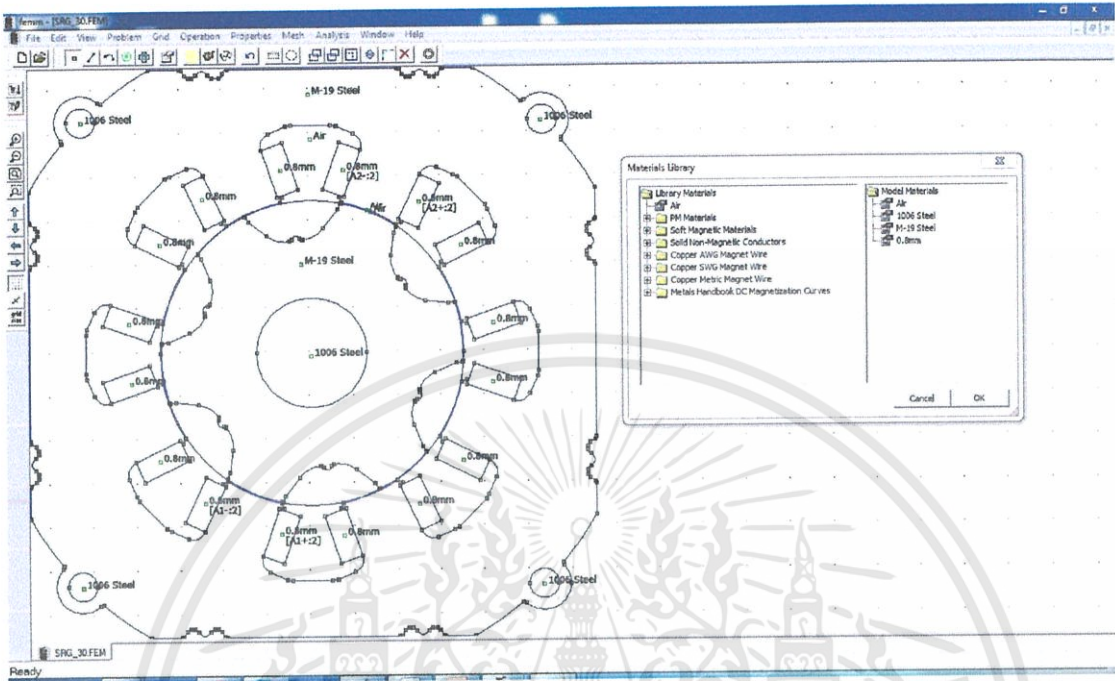 femm - [SRG_30.FEM]
File Edit View Problem Grid Operation Properties Mesh Analysis Window Help
M-19 Steel
1006 Steel
1006 Steel
Air
0.8mm
0.8mm
[A2-:2]
0.8mm
0.8mm
[A2+:2]
Air
0.8mm
0.8mm
M-19 Steel
0.8mm
0.8mm
1006 Steel
0.8mm
0.8mm
0.8mm
0.8mm
0.8mm
[A1-:2]
0.8mm
0.8mm
[A1+:2]
0.8mm
1006 Steel
1006 Steel
Materials Library
Library Materials
Air
PM Materials
Soft Magnetic Materials
Solid Non-Magnetic Conductors
Copper AWG Magnet Wire
Copper SWG Magnet Wire
Copper Metric Magnet Wire
Metals Handbook DC Magnetization Curves
Model Materials
Air
1006 Steel
M-19 Steel
0.8mm
Cancel OK
SRG_30.FEM
Ready